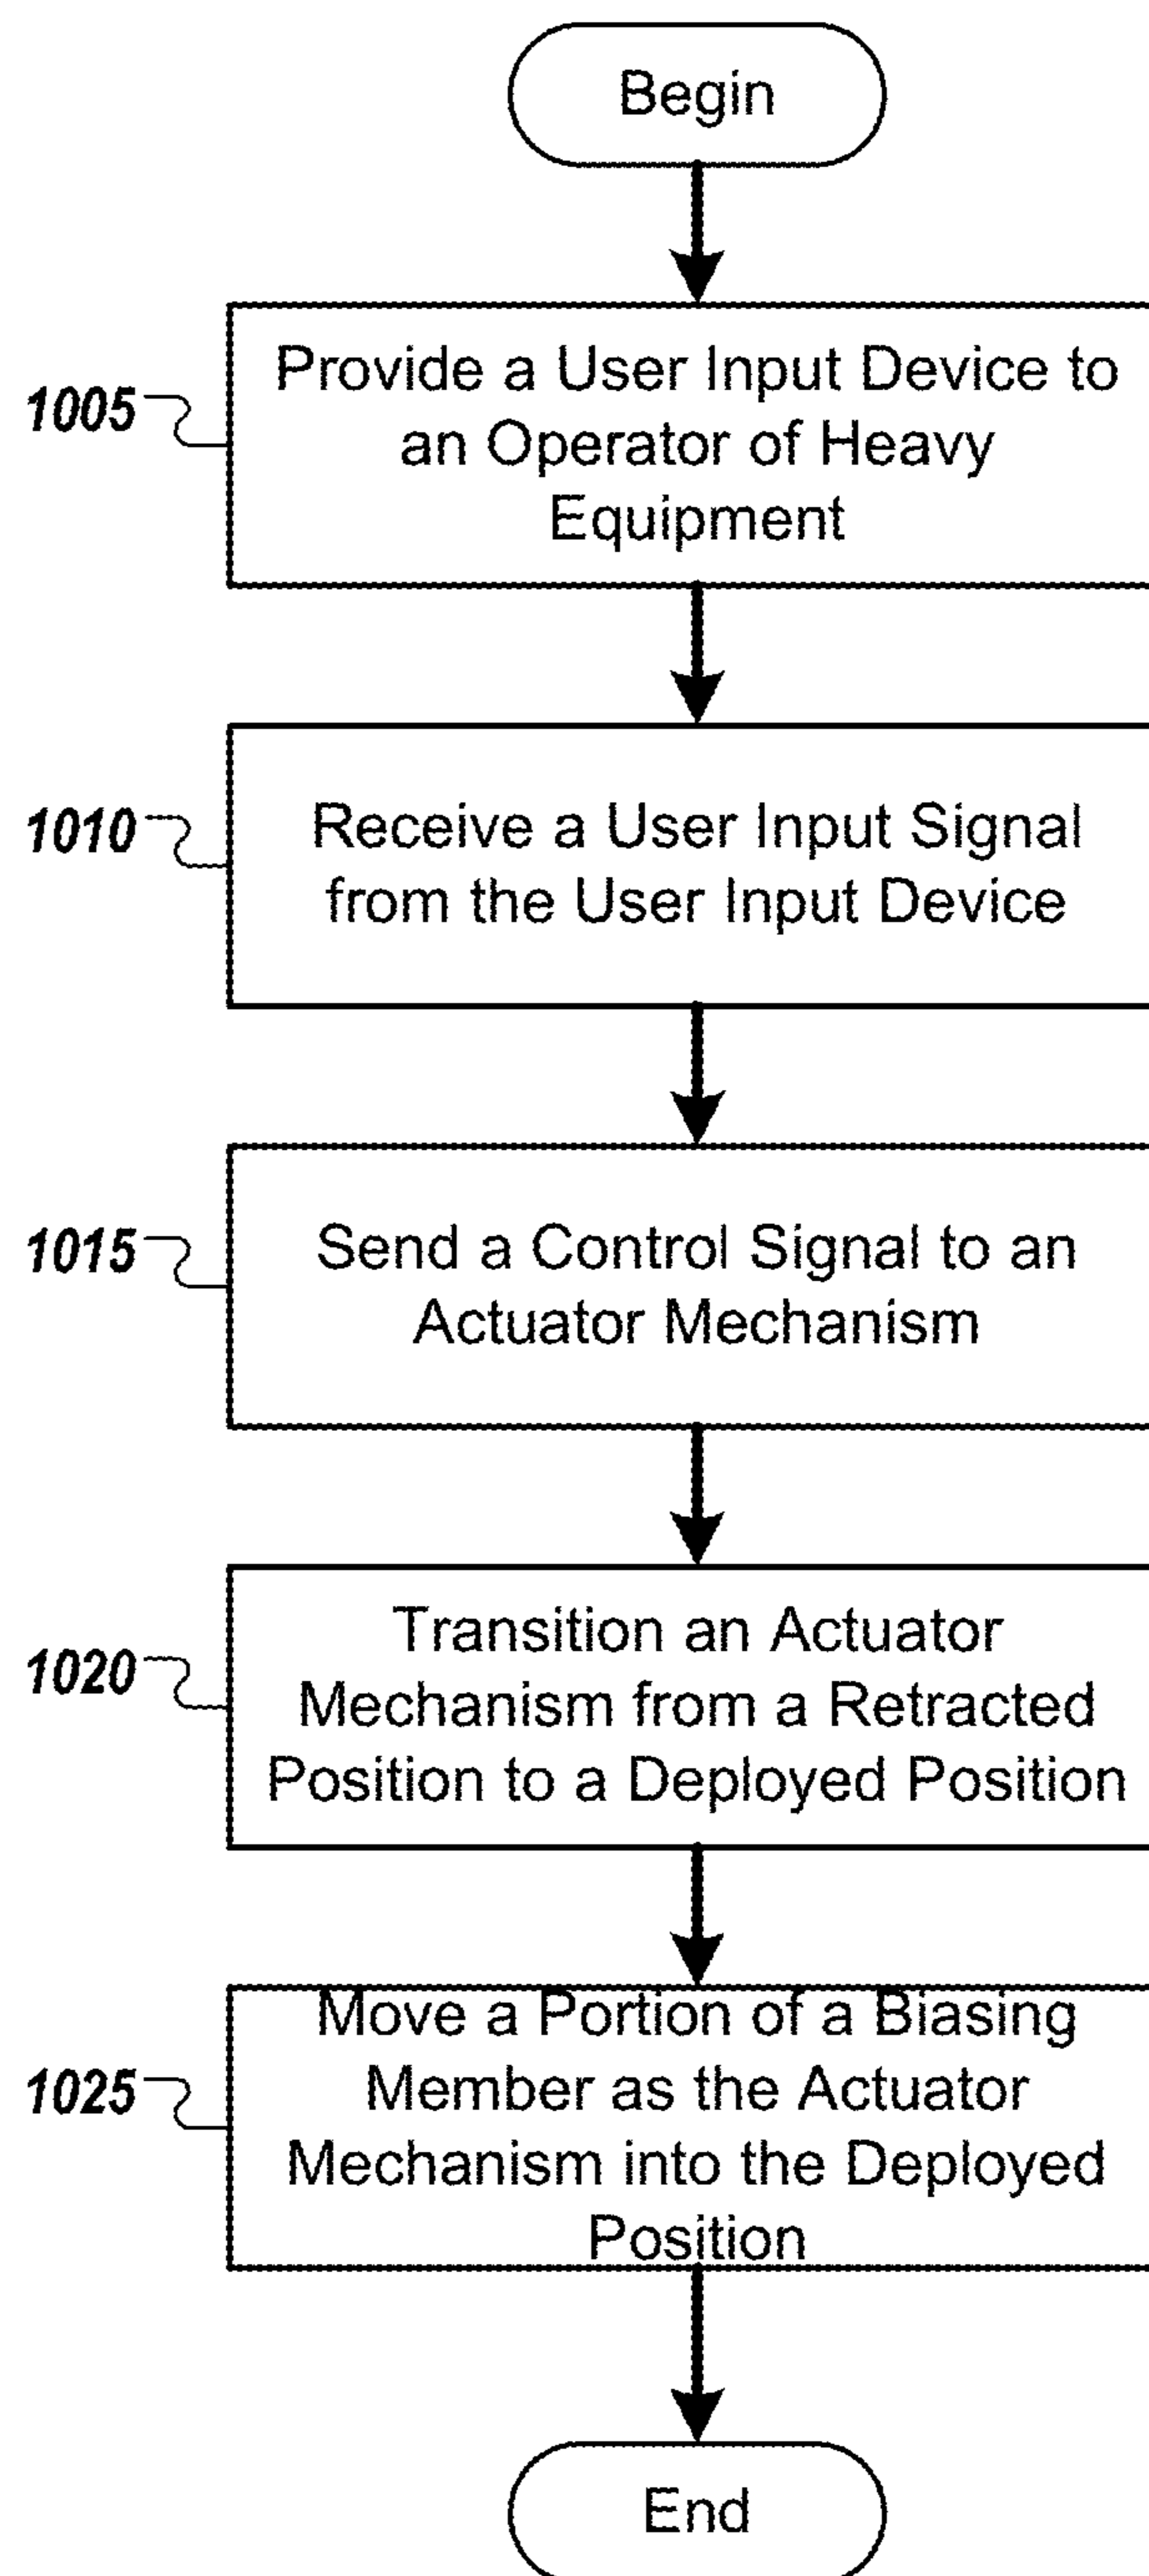 Begin
1005
Provide a User Input Device to
an Operator of Heavy
Equipment
1010
Receive a User Input Signal
from the User Input Device
1015
Send a Control Signal to an
Actuator Mechanism
1020
Transition an Actuator
Mechanism from a Retracted
Position to a Deployed Position
1025
Move a Portion of a Biasing
Member as the Actuator
Mechanism into the Deployed
Position
End